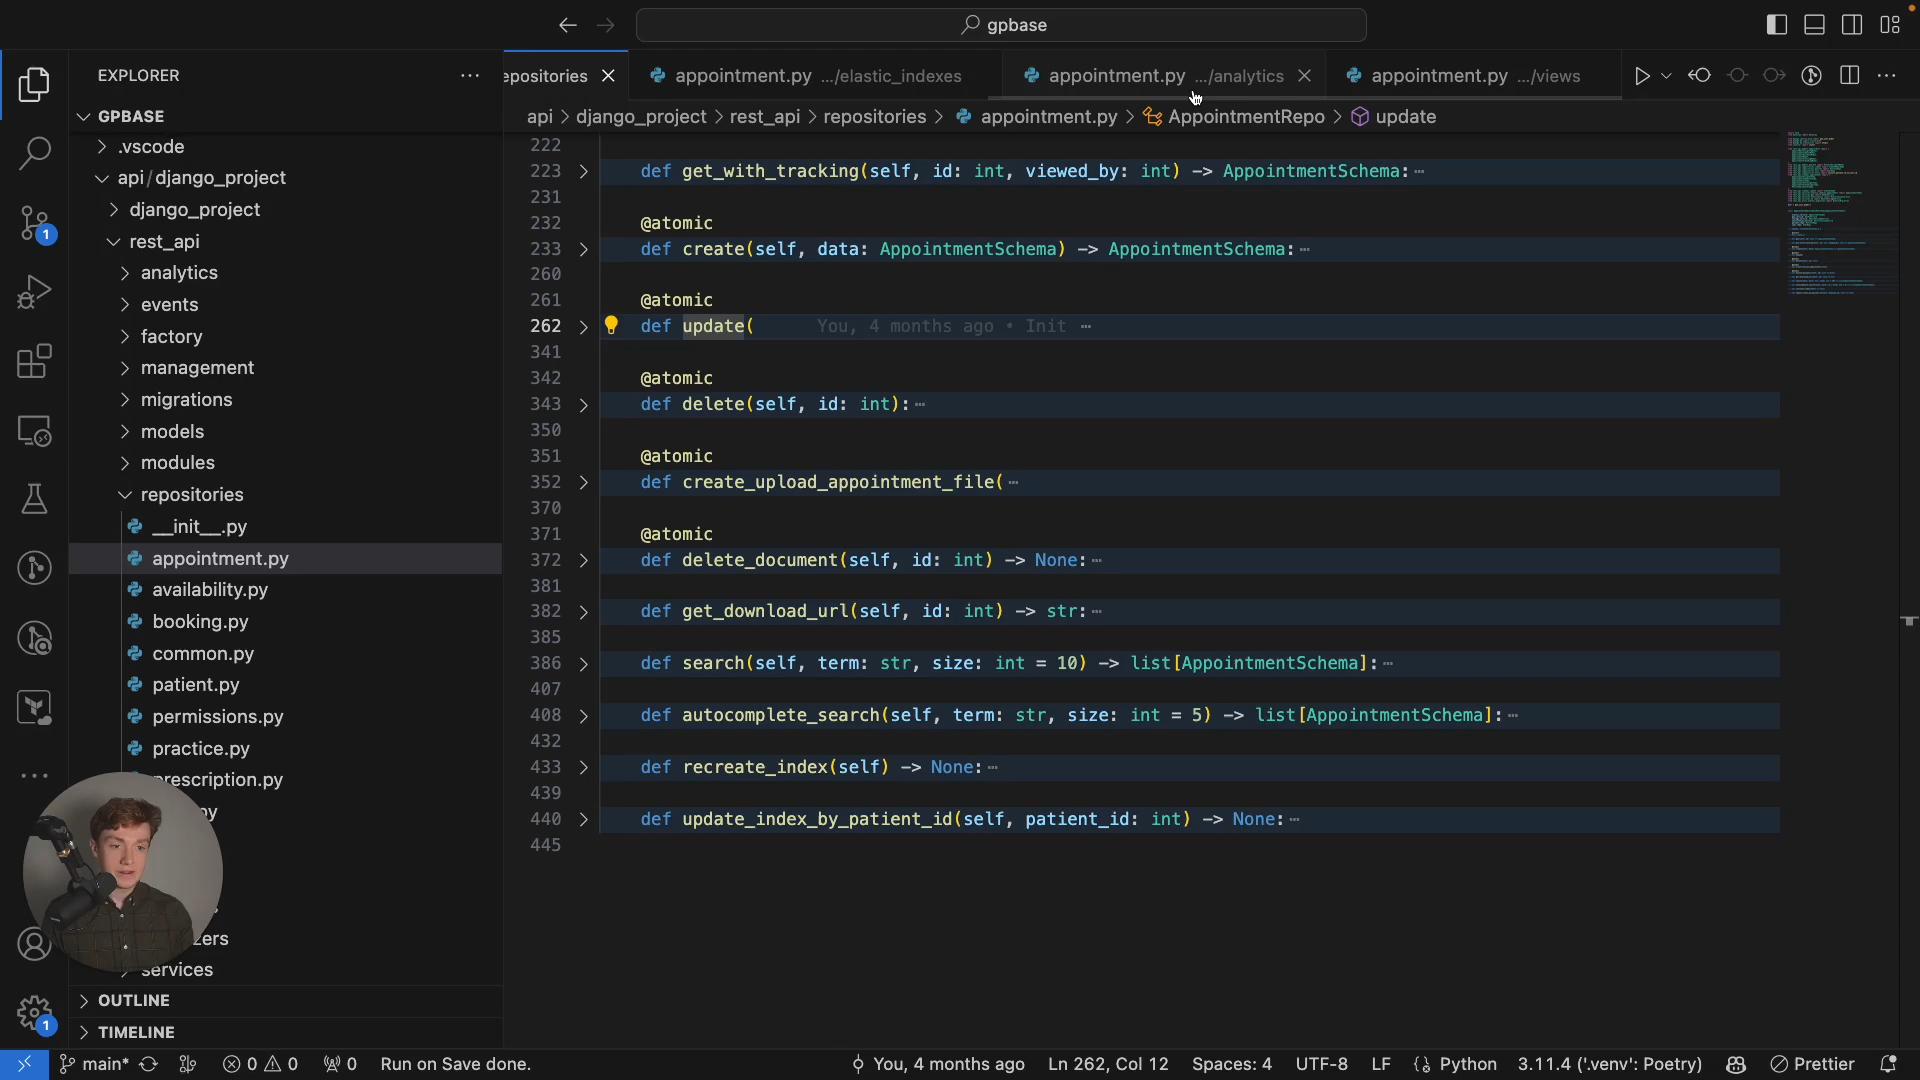 gpbase
EXPLORER
epositories
appointment.py .../elastic_indexes
appointment.py .../analytics
appointment.py .../views
GPBASE
api > django_project > rest_api > repositories > appointment.py > AppointmentRepo > update
.vscode
api/django_project
django_project
rest_api
analytics
events
factory
management
migrations
models
modules
repositories
__init__.py
appointment.py
availability.py
booking.py
common.py
patient.py
permissions.py
practice.py
rescription.py
services
OUTLINE
TIMELINE
222
223 def get_with_tracking(self, id: int, viewed_by: int) -> AppointmentSchema:
231
232 @atomic
233 def create(self, data: AppointmentSchema) -> AppointmentSchema:
260
261 @atomic
262 def update( You, 4 months ago • Init
341
342 @atomic
343 def delete(self, id: int):
350
351 @atomic
352 def create_upload_appointment_file(
370
371 @atomic
372 def delete_document(self, id: int) -> None:
381
382 def get_download_url(self, id: int) -> str:
385
386 def search(self, term: str, size: int = 10) -> list[AppointmentSchema]:
407
408 def autocomplete_search(self, term: str, size: int = 5) -> list[AppointmentSchema]:
432
433 def recreate_index(self) -> None:
439
440 def update_index_by_patient_id(self, patient_id: int) -> None:
445
1
1
main* 0 0 0 Run on Save done. You, 4 months ago Ln 262, Col 12 Spaces: 4 UTF-8 LF Python 3.11.4 ('.venv': Poetry) Prettier